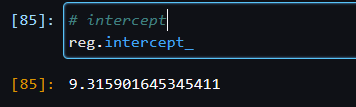 [85]: # intercept
reg.intercept_
[85]: 9.315901645345411